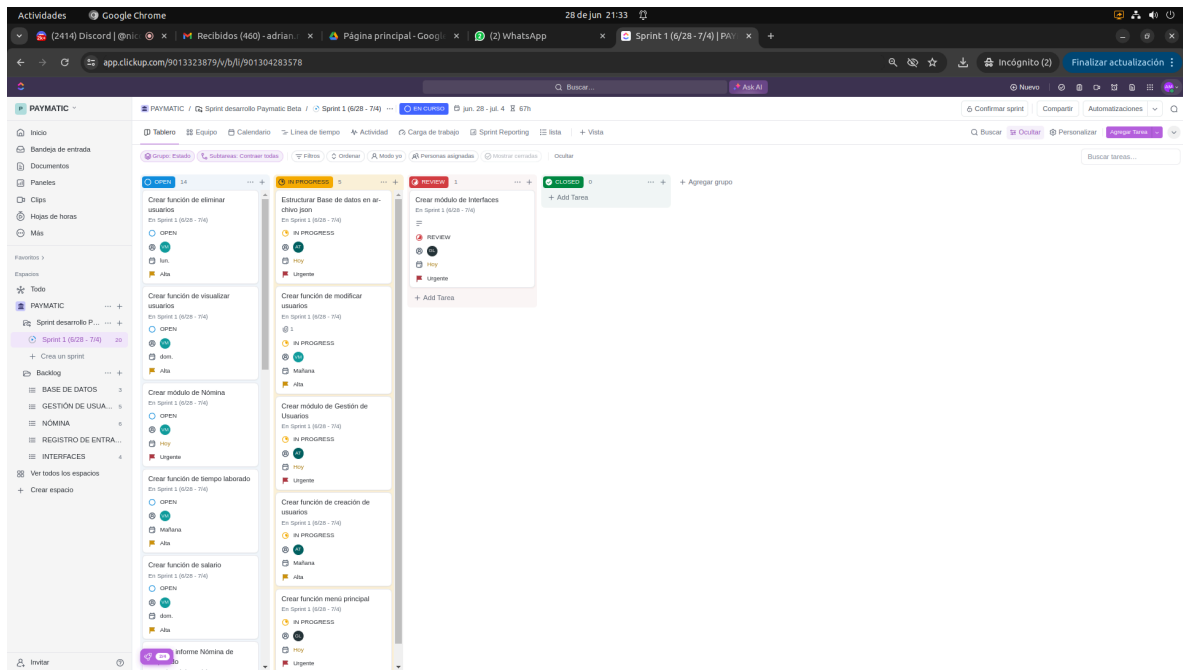 Actividades
Google Chrome
28 de jun 21:33
(2414) Discord | @nic
Recibidos (460) - adrian.
Página principal - Googl
(2) WhatsApp
Sprint 1 (6/28 - 7/4) | PAY
app.clickup.com/9013323879/v/b/li/901304283578
Incógnito (2)
Finalizar actualización
Buscar...
Ask AI
Nuevo
P PAYMATIC
PAYMATIC / Sprint desarrollo Paymatic Beta / Sprint 1 (6/28 - 7/4) ··· EN CURSO jun. 28 - jul. 4 67h
Confirmar sprint
Compartir
Automatizaciones
Inicio
Bandeja de entrada
Documentos
Paneles
Clips
Hojas de horas
Más
Favoritos
Espacios
Todo
PAYMATIC
Sprint desarrollo P...
Sprint 1 (6/28 - 7/4) 20
+ Crea un sprint
Backlog
BASE DE DATOS 3
GESTIÓN DE USUA... 5
NÓMINA 6
REGISTRO DE ENTRA...
INTERFACES 4
Ver todos los espacios
+ Crear espacio
Invitar
Tablero
Equipo
Calendario
Línea de tiempo
Actividad
Carga de trabajo
Sprint Reporting
lista
+ Vista
Buscar
Ocultar
Personalizar
Agregar Tarea
Grupo: Estado
Subtareas: Contraer todas
Filtros
Ordenar
Modo yo
Personas asignadas
Mostrar cerradas
Ocultar
Buscar tareas...
OPEN 14
Crear función de eliminar
usuarios
En Sprint 1 (6/28 - 7/4)
OPEN
VM
lun.
Alta
Crear función de visualizar
usuarios
En Sprint 1 (6/28 - 7/4)
OPEN
VM
dom.
Alta
Crear módulo de Nómina
En Sprint 1 (6/28 - 7/4)
OPEN
VM
Hoy
Urgente
Crear función de tiempo laborado
En Sprint 1 (6/28 - 7/4)
OPEN
VM
Mañana
Alta
Crear función de salario
En Sprint 1 (6/28 - 7/4)
OPEN
VM
dom.
Alta
informe Nómina de
IN PROGRESS 5
Estructurar Base de datos en ar-
chivo json
En Sprint 1 (6/28 - 7/4)
IN PROGRESS
AT
Hoy
Urgente
Crear función de modificar
usuarios
En Sprint 1 (6/28 - 7/4)
1
IN PROGRESS
VM
Mañana
Alta
Crear módulo de Gestión de
Usuarios
En Sprint 1 (6/28 - 7/4)
IN PROGRESS
AT
Hoy
Urgente
Crear función de creación de
usuarios
En Sprint 1 (6/28 - 7/4)
IN PROGRESS
AT
Mañana
Alta
Crear función menú principal
En Sprint 1 (6/28 - 7/4)
IN PROGRESS
Hoy
Urgente
REVIEW 1
Crear módulo de Interfaces
En Sprint 1 (6/28 - 7/4)
REVIEW
Hoy
Urgente
+ Add Tarea
CLOSED 0
+ Add Tarea
+ Agregar grupo